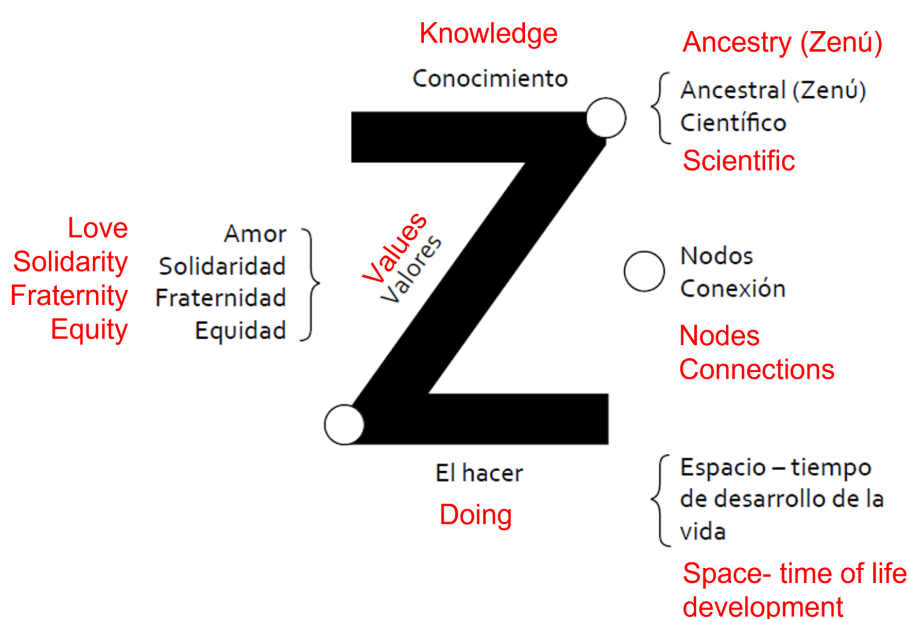 Knowledge
Conocimiento
Ancestry (Zenú)
Ancestral (Zenú)
Científico
Scientific
Love
Solidarity
Fraternity
Equity
Amor
Solidaridad
Fraternidad
Equidad
Values
Valores
Nodos
Conexión
Nodes
Connections
El hacer
Doing
Espacio – tiempo
de desarrollo de la
vida
Space- time of life
development